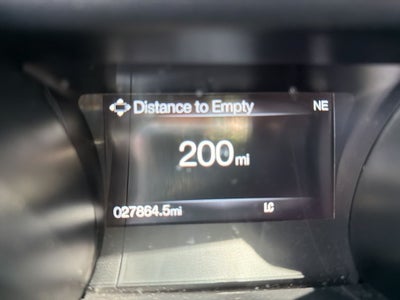 Distance to Empty NE
200 mi
027864.5mi LC